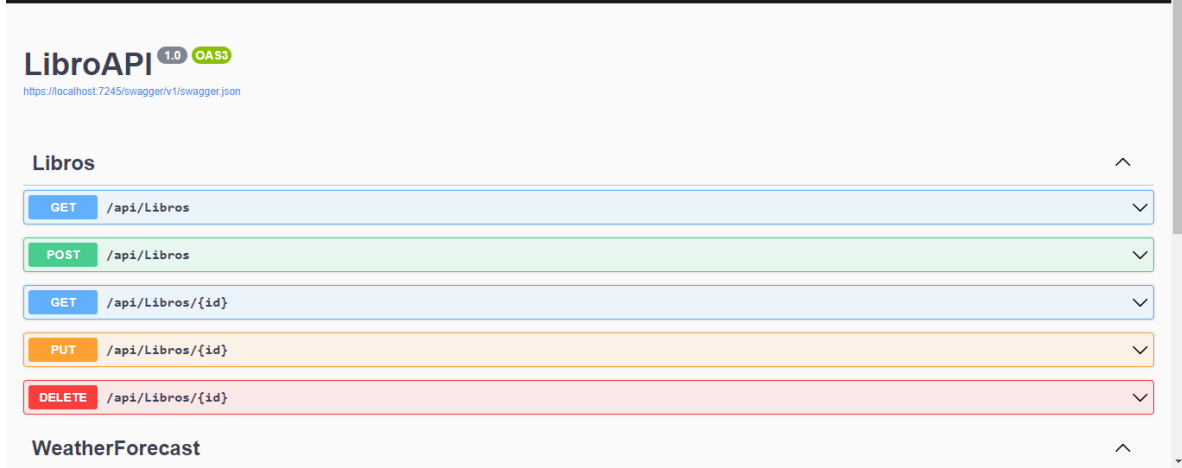 LibroAPI 1.0 OAS3
https://localhost:7245/swagger/v1/swagger.json
Libros
GET /api/Libros
POST /api/Libros
GET /api/Libros/{id}
PUT /api/Libros/{id}
DELETE /api/Libros/{id}
WeatherForecast